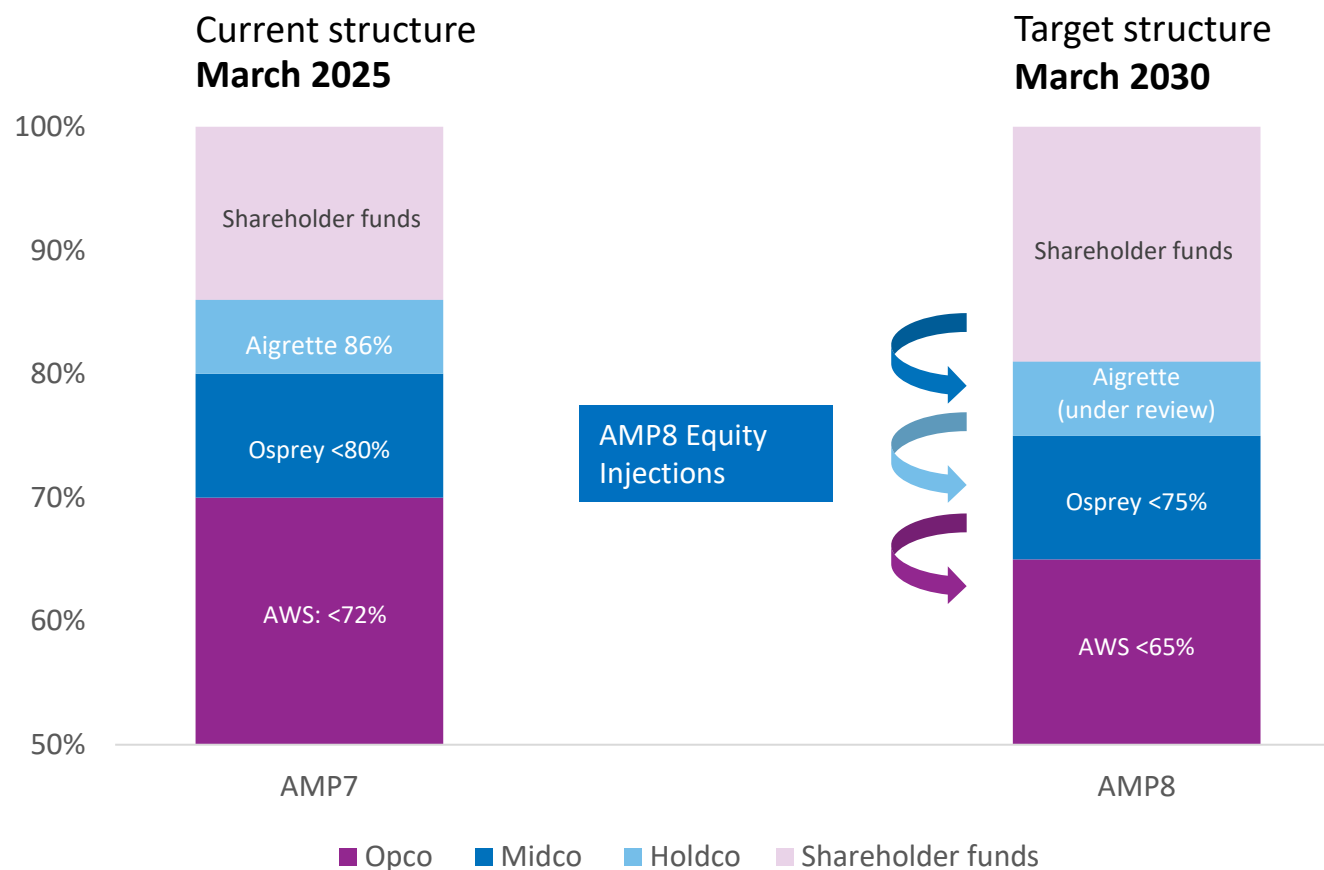 Current structure
March 2025
Target structure
March 2030
100%
90%
80%
70%
60%
50%
Shareholder funds
Aigrette 86%
Osprey <80%
AWS: <72%
AMP8 Equity
Injections
Shareholder funds
Aigrette
(under review)
Osprey <75%
AWS <65%
AMP7
AMP8
Opco
Midco
Holdco
Shareholder funds